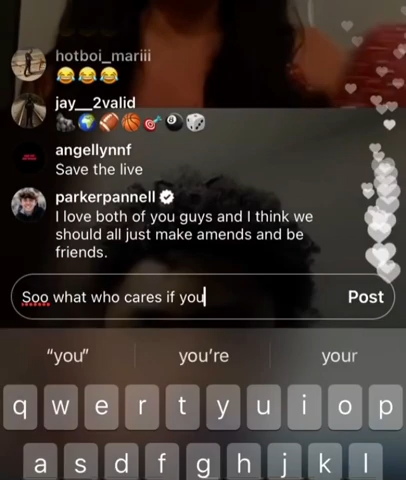 hotboi_mariii
😂😂😂
jay__2valid
🦍🌍🏈🏀🎯🎱🎲
angellynnf
Save the live
parkerpannell
I love both of you guys and I think we
should all just make amends and be
friends.
Soo what who cares if you
Post
“you”
you're
your
q w e r t y u i o p
a s d f g h j k l